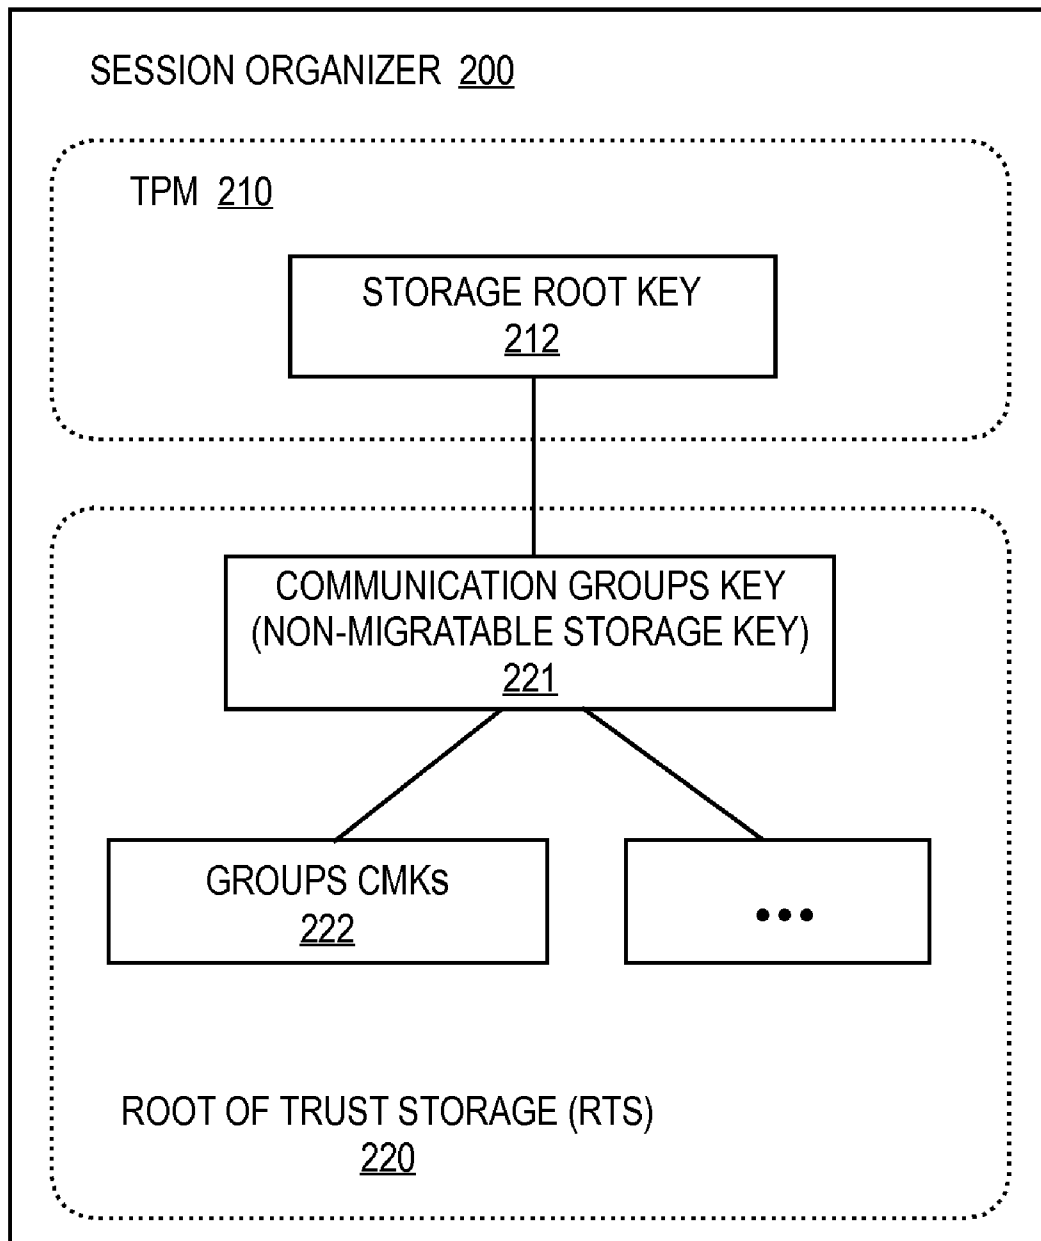 SESSION ORGANIZER 200
TPM 210
STORAGE ROOT KEY
212
COMMUNICATION GROUPS KEY
(NON-MIGRATABLE STORAGE KEY)
221
GROUPS CMKs
222
•••
ROOT OF TRUST STORAGE (RTS)
220